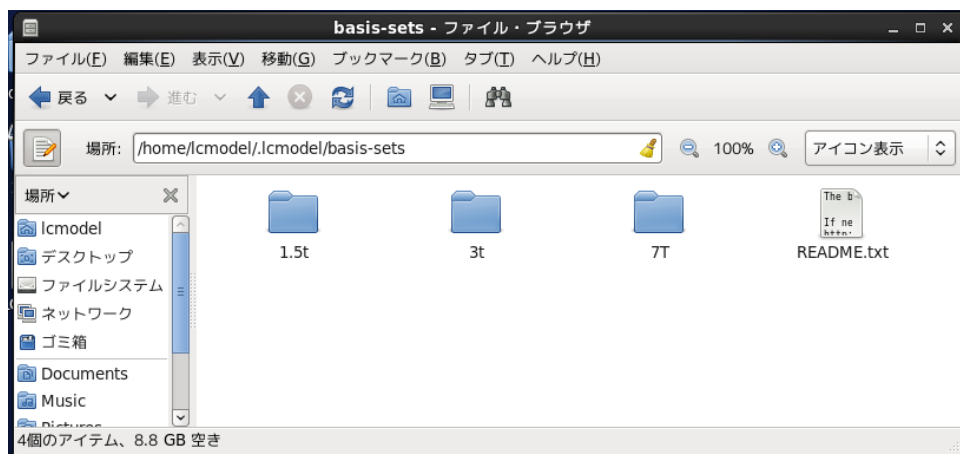 basis-sets - ファイル・ブラウザ
ファイル(F) 編集(E) 表示(V) 移動(G) ブックマーク(B) タブ(T) ヘルプ(H)
戻る 進む
場所: /home/lcmodel/.lcmodel/basis-sets 100% アイコン表示
場所
lcmodel
デスクトップ
ファイルシステム
ネットワーク
ゴミ箱
Documents
Music
The b
If ne
1.5t 3t 7T README.txt
4個のアイテム、8.8 GB 空き